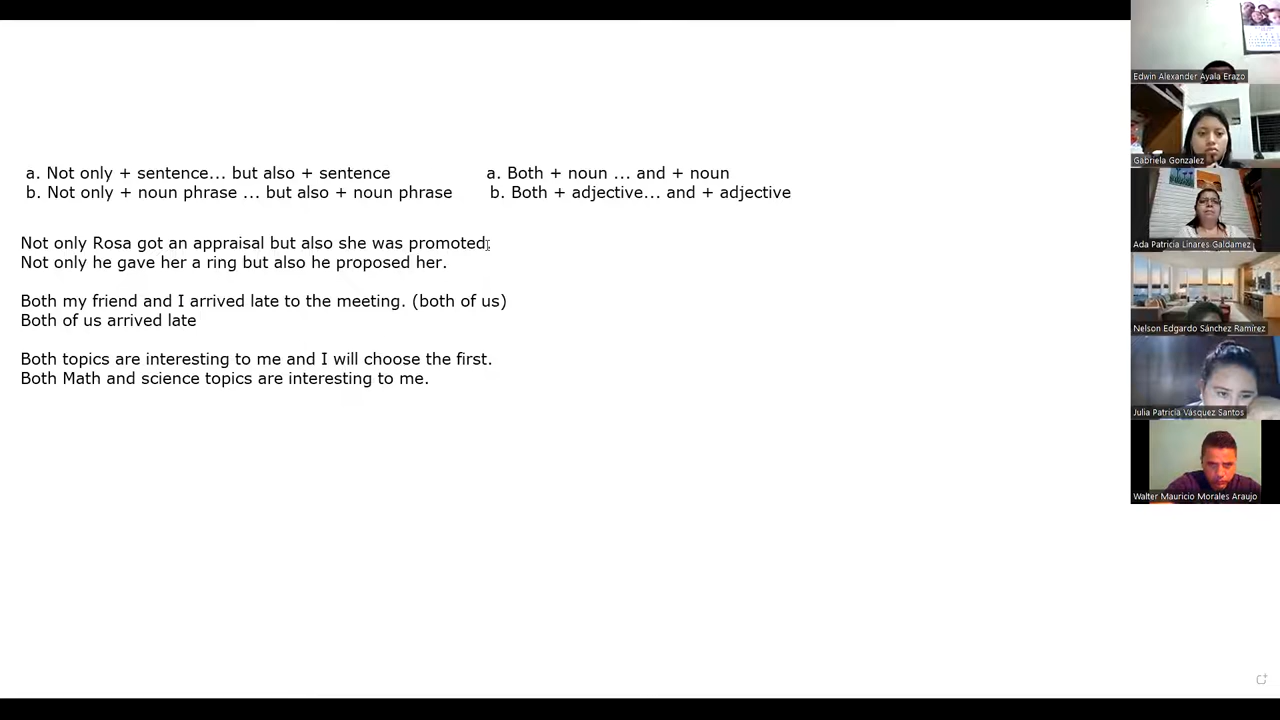 a. Not only + sentence... but also + sentence
b. Not only + noun phrase ... but also + noun phrase
a. Both + noun ... and + noun
b. Both + adjective... and + adjective
Not only Rosa got an appraisal but also she was promoted.
Not only he gave her a ring but also he proposed her.
Both my friend and I arrived late to the meeting. (both of us)
Both of us arrived late
Both topics are interesting to me and I will choose the first.
Both Math and science topics are interesting to me.
Edwin Alexander Ayala Erazo
Gabriela Gonzalez
Ada Patricia Linares Galdamez
Nelson Edgardo Sánchez Ramírez
Julia Patricia Vásquez Santos
Walter Mauricio Morales Araujo